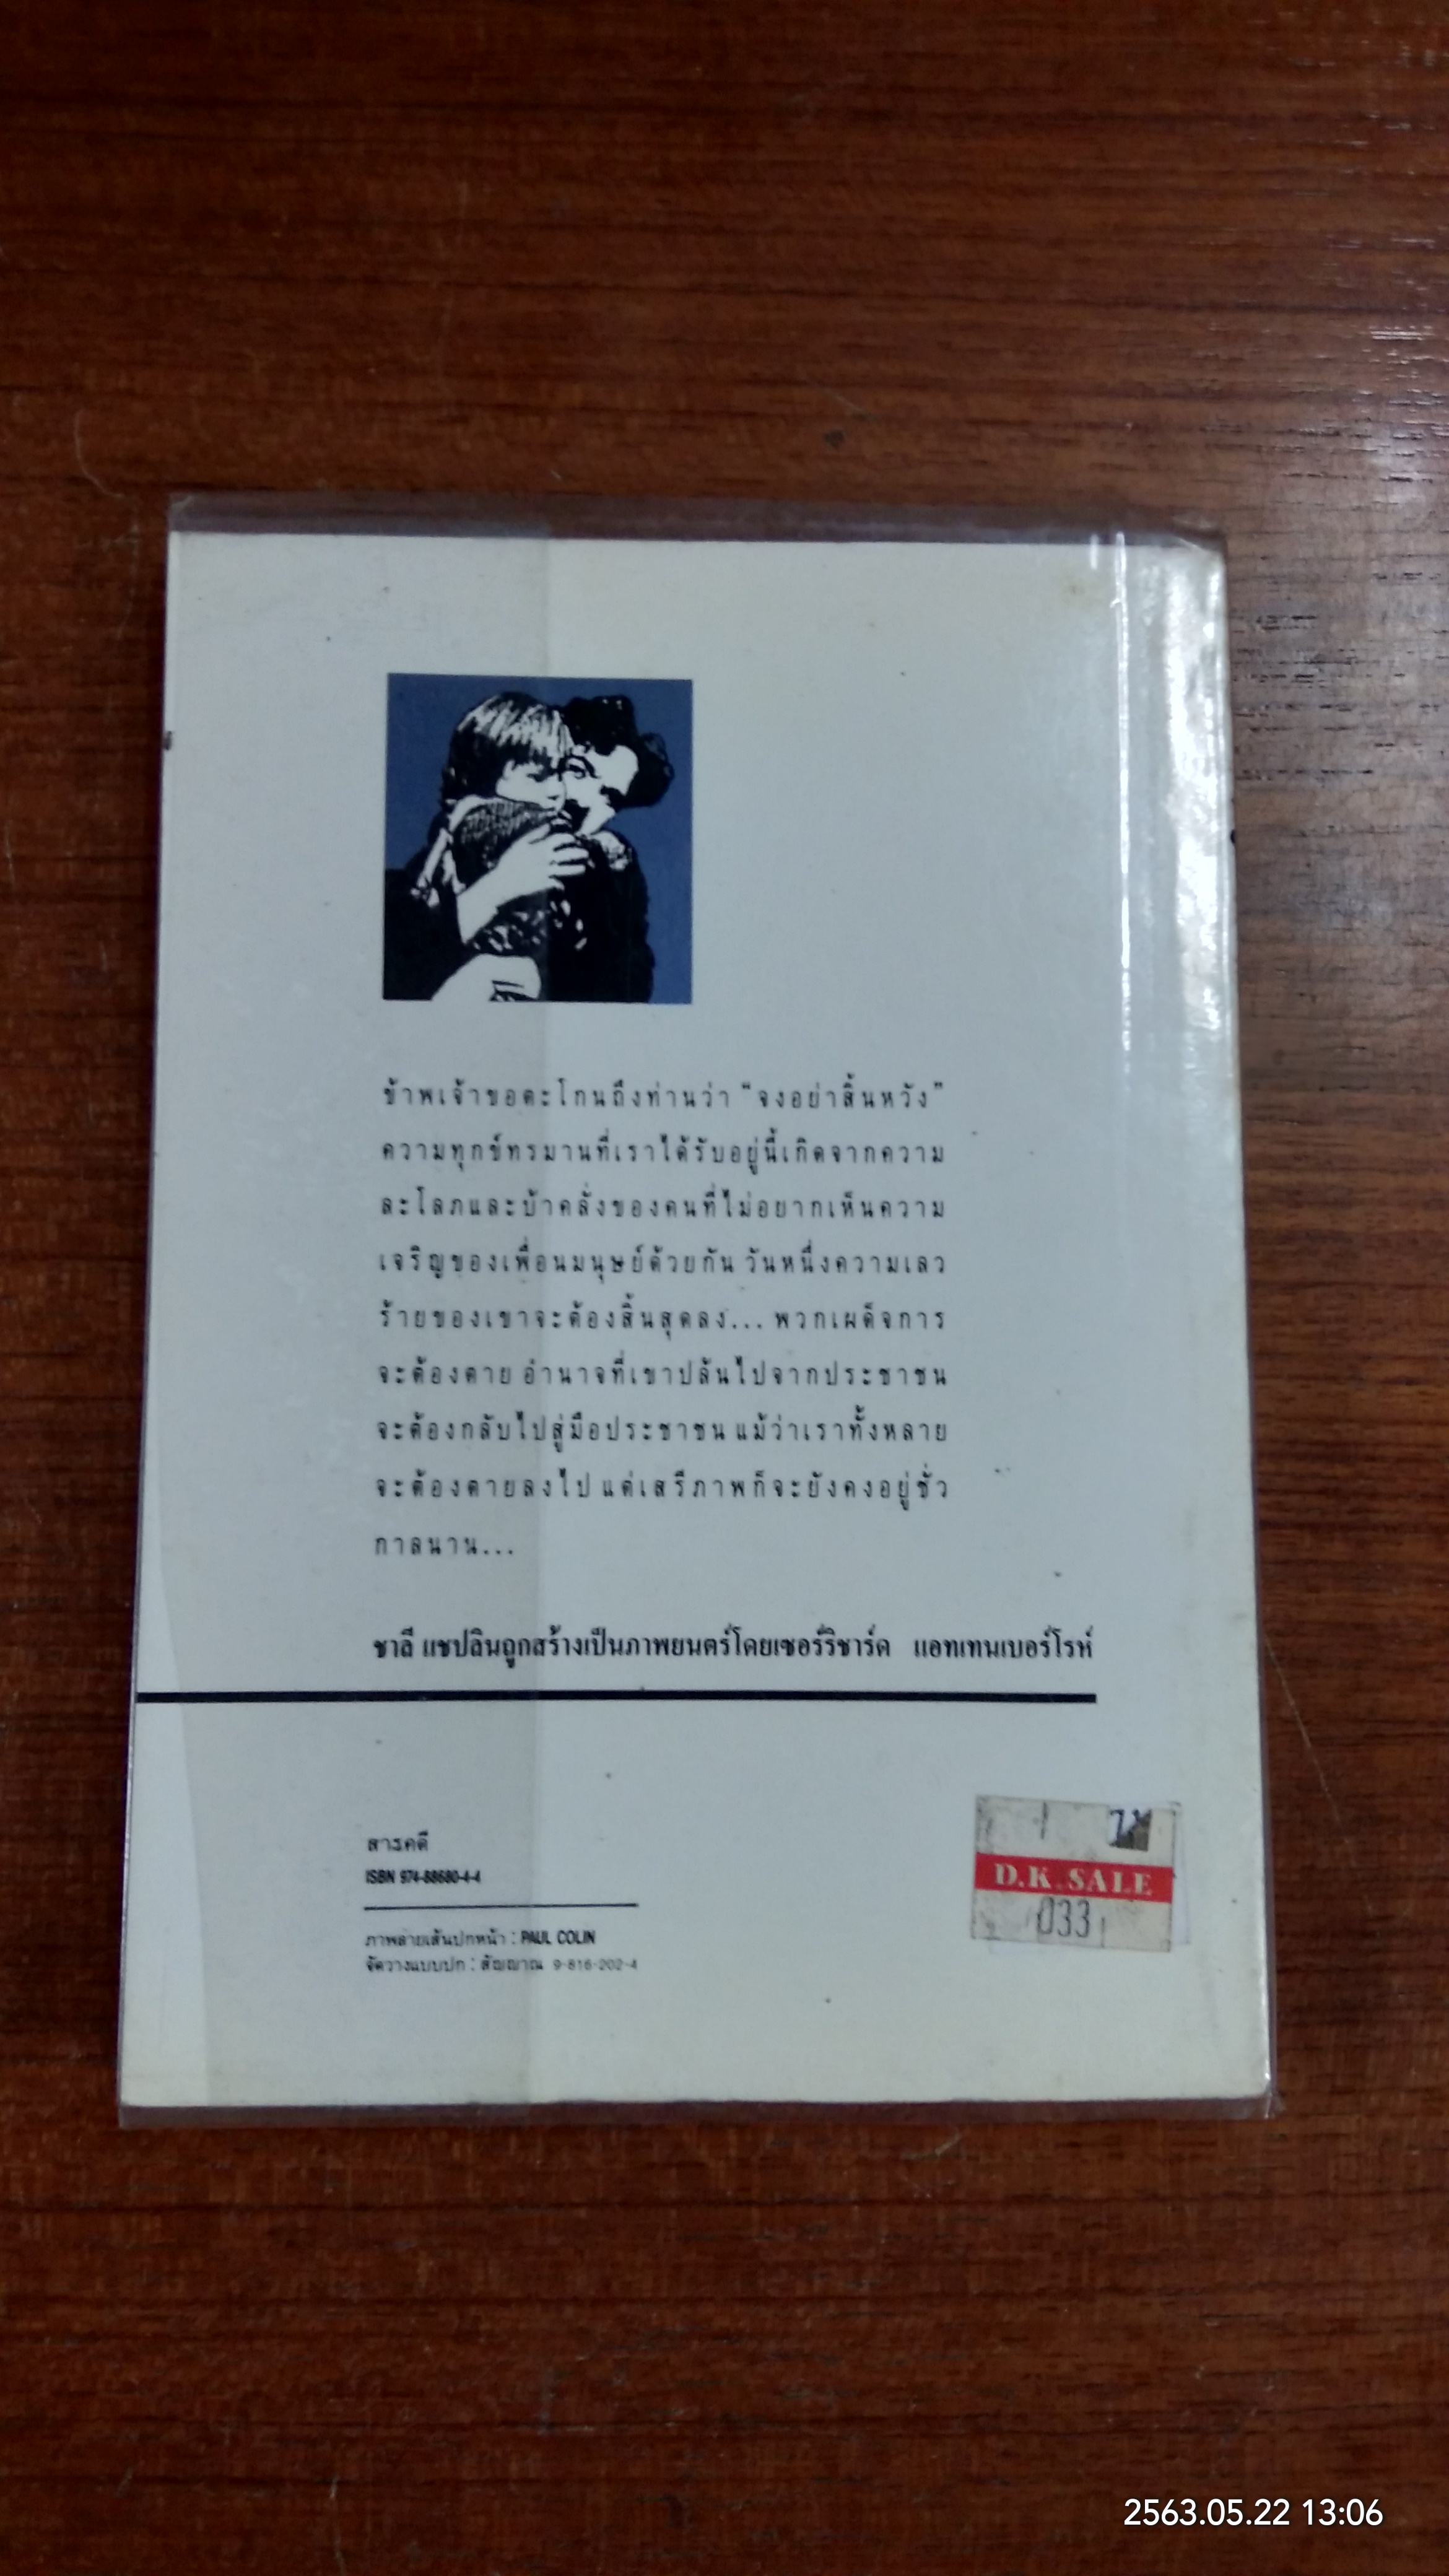 ข้าพเจ้าขอตะโกนถึงท่านว่า “จงอย่าสิ้นหวัง”
ความทุกข์ทรมานที่เราได้รับอยู่นี้เกิดจากความ
ละโลภและบ้าคลั่งของคนที่ไม่อยากเห็นความ
เจริญของเพื่อนมนุษย์ด้วยกัน วันหนึ่งความเลว
ร้ายของเขาจะต้องสิ้นสุดลง... พวกเผด็จการ
จะต้องตาย อำนาจที่เขาปล้นไปจากประชาชน
จะต้องกลับไปสู่มือประชาชน แม้ว่าเราทั้งหลาย
จะต้องตายลงไป แต่เสรีภาพก็จะยังคงอยู่ชั่ว
กาลนาน...
ชาลี แชปลินถูกสร้างเป็นภาพยนตร์โดยเซอร์ริชาร์ด แอทเทนเบอร์โรห์
สารคดี
ISBN 974-88680-4-4
ภาพลายเส้นปกหน้า : PAUL COLIN
จัดวางแบบปก : สัญญาณ 9-816-202-4
D.K. SALE
033
2563.05.22 13:06